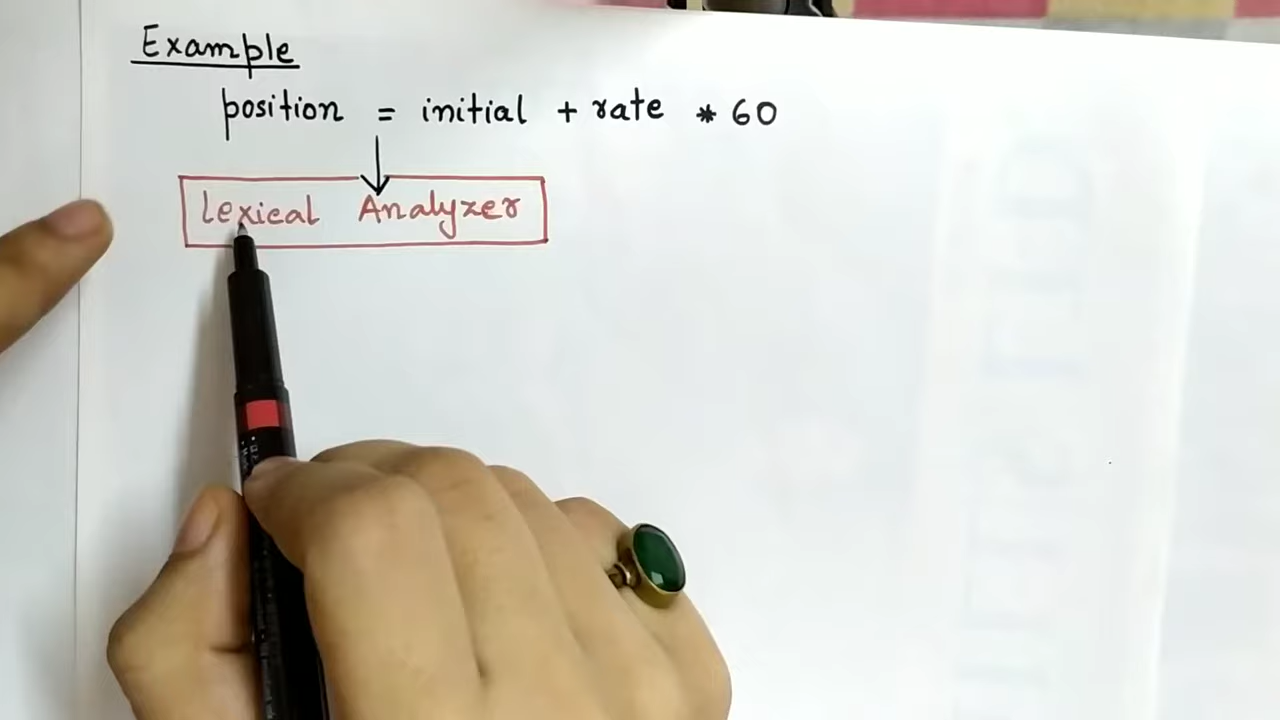 Example
position = initial + rate * 60
Lexical Analyzer